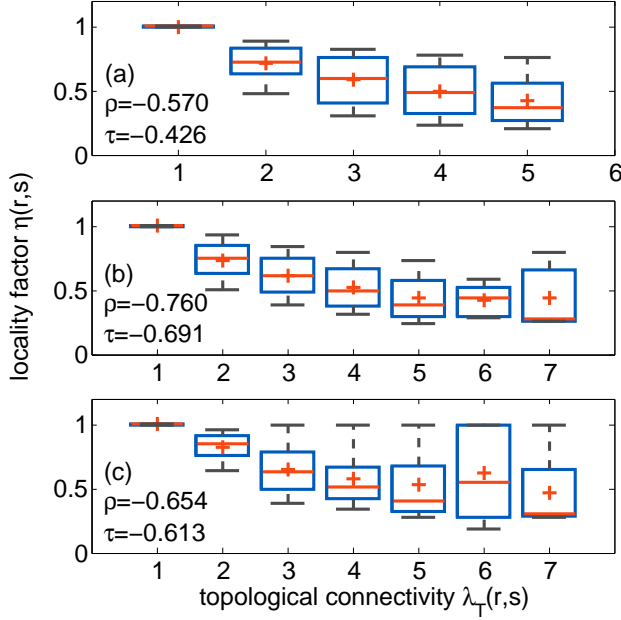 locality factor η(r,s)
1
0.5
0
(a)
ρ=−0.570
τ=−0.426
1 2 3 4 5 6
1
0.5
0
(b)
ρ=−0.760
τ=−0.691
1 2 3 4 5 6 7
1
0.5
0
(c)
ρ=−0.654
τ=−0.613
1 2 3 4 5 6 7
topological connectivity λ_T(r,s)